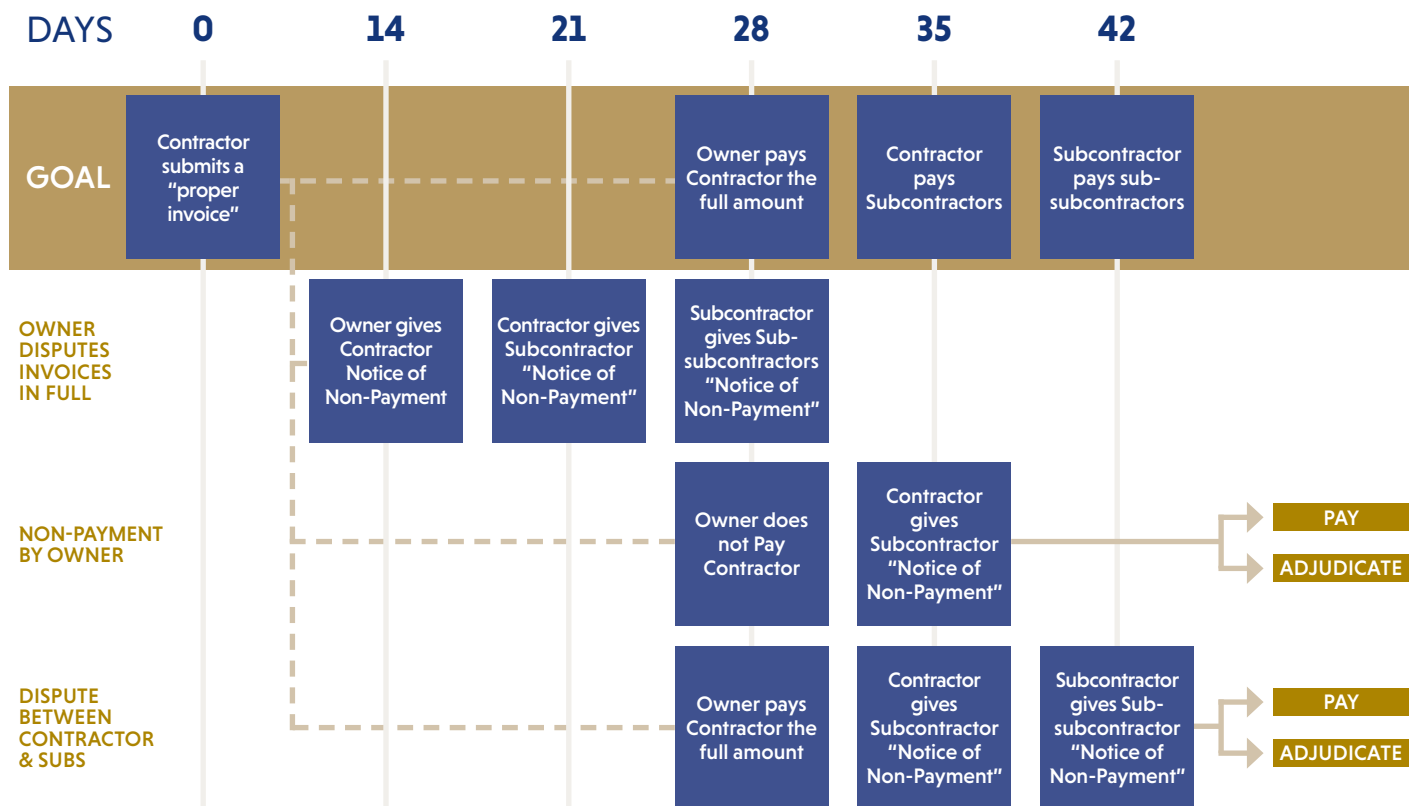 DAYS 0 14 21 28 35 42
GOAL
Contractor
submits a
“proper
invoice”
Owner pays
Contractor the
full amount
Contractor
pays
Subcontractors
Subcontractor
pays sub-
subcontractors
OWNER
DISPUTES
INVOICES
IN FULL
Owner gives
Contractor
Notice of
Non-Payment
Contractor gives
Subcontractor
“Notice of
Non-Payment”
Subcontractor
gives Sub-
subcontractors
“Notice of
Non-Payment”
NON-PAYMENT
BY OWNER
Owner does
not Pay
Contractor
Contractor
gives
Subcontractor
“Notice of
Non-Payment”
PAY
ADJUDICATE
DISPUTE
BETWEEN
CONTRACTOR
& SUBS
Owner pays
Contractor the
full amount
Contractor
gives
Subcontractor
“Notice of
Non-Payment”
Subcontractor
gives Sub-
subcontractor
“Notice of
Non-Payment”
PAY
ADJUDICATE